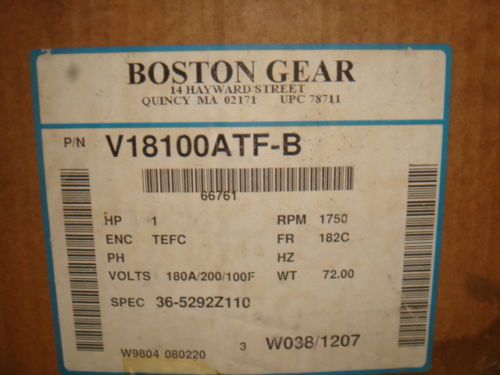 BOSTON GEAR
14 HAYWARD STREET
QUINCY MA 02171 UPC 78711
P/N V18100ATF-B
66761
HP 1 RPM 1750
ENC TEFC FR 182C
PH HZ
VOLTS 180A/200/100F WT 72.00
SPEC 36-5292Z110
W9804 080220 3 W038/1207